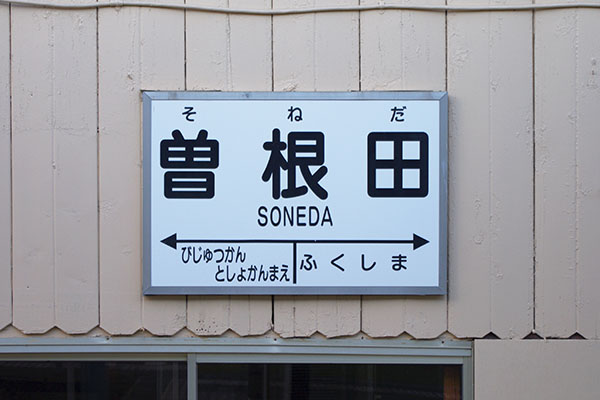 そ ね だ
曽根田
SONEDA
びじゅつかん
としょかんまえ
ふくしま